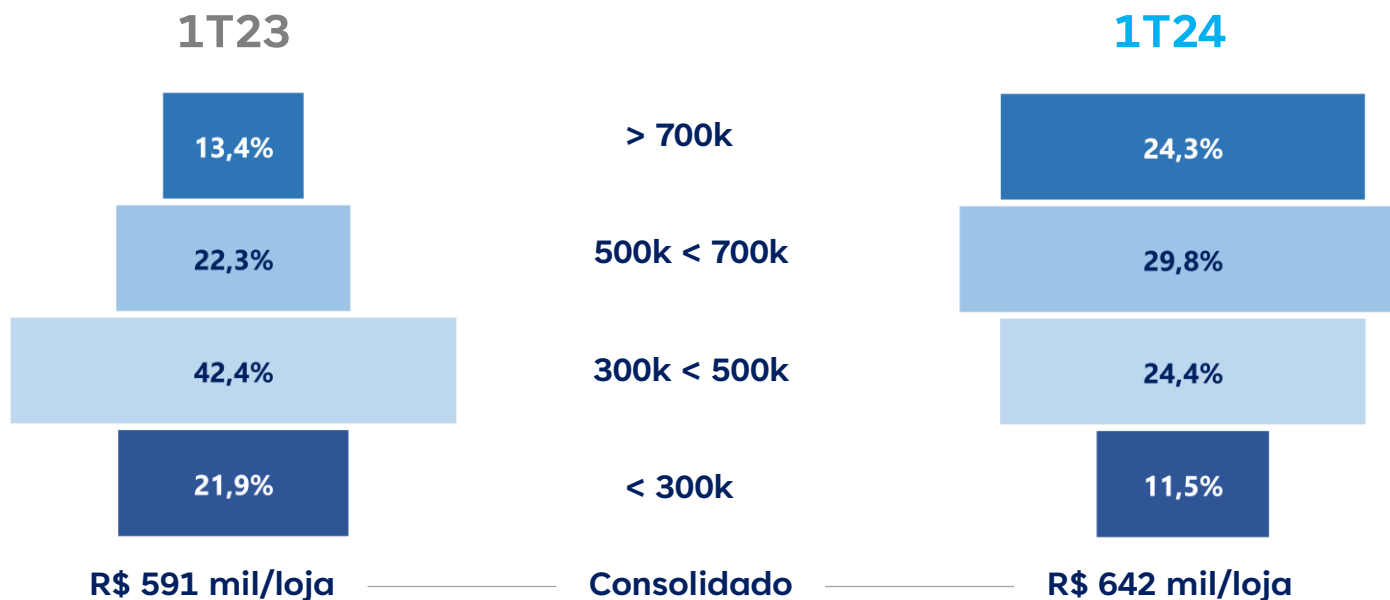 1T23
1T24
13,4%
> 700k
24,3%
22,3%
500k < 700k
29,8%
42,4%
300k < 500k
24,4%
21,9%
< 300k
11,5%
R$ 591 mil/loja
Consolidado
R$ 642 mil/loja